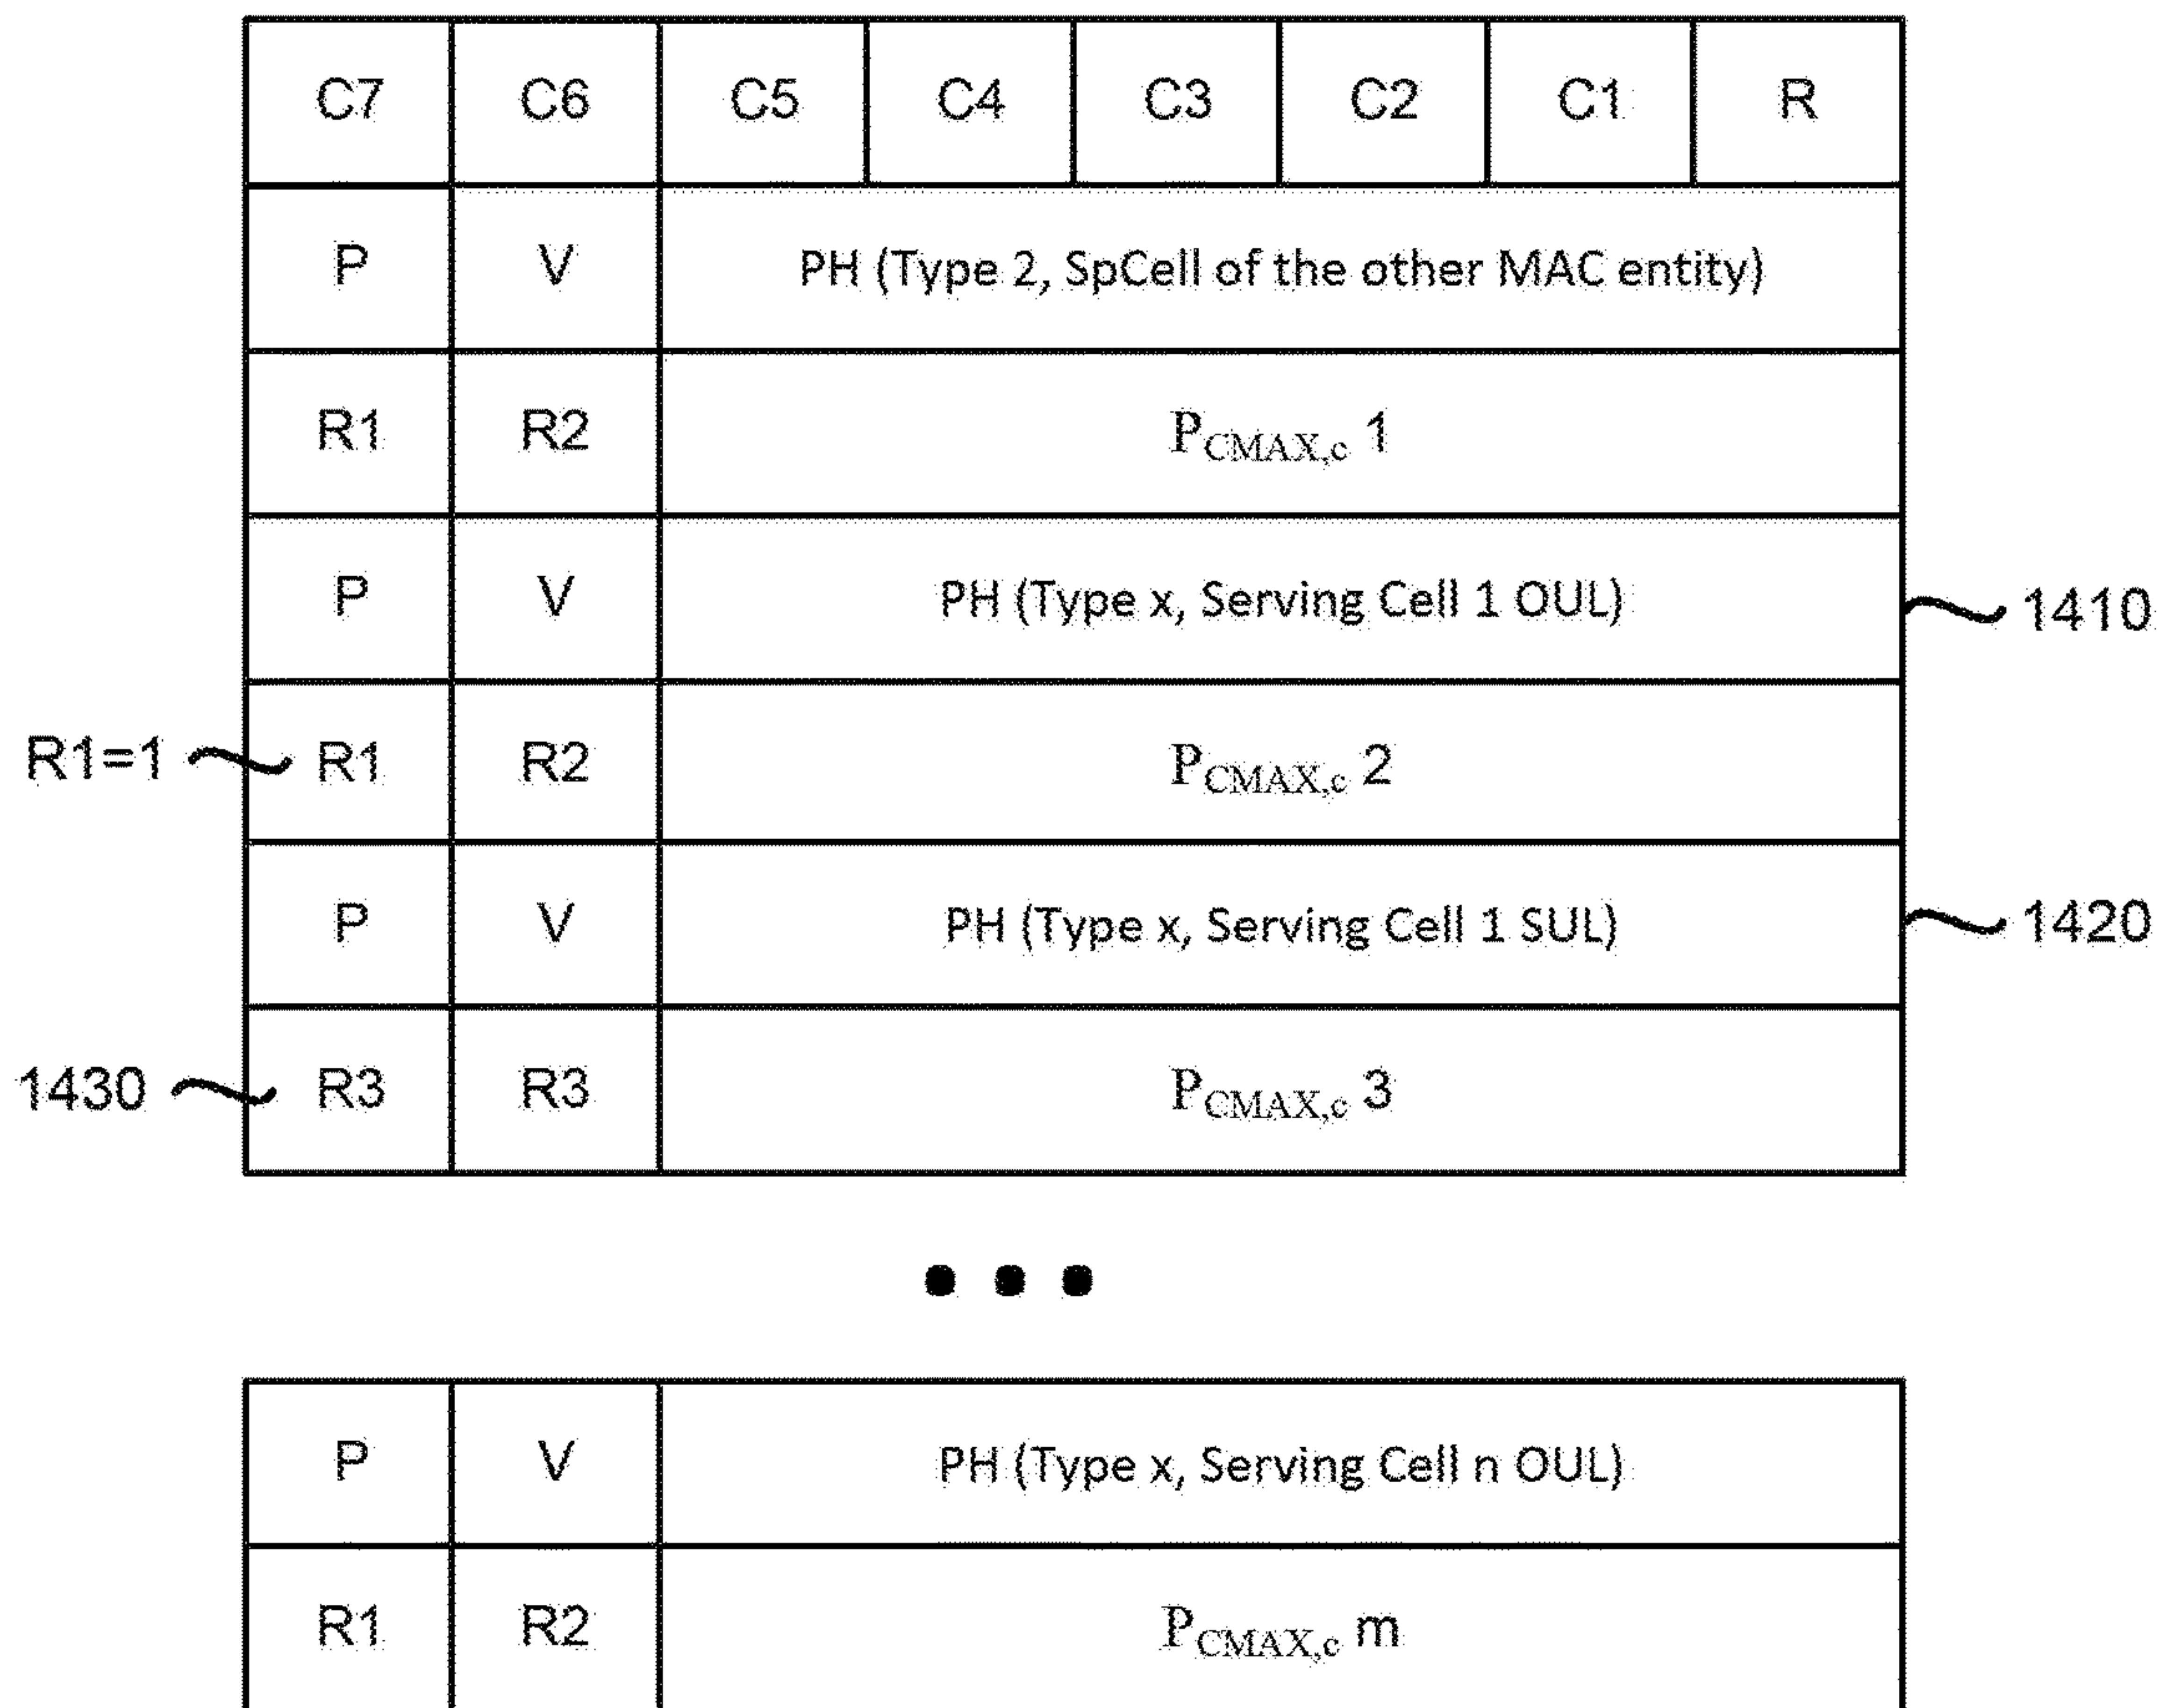 C7 C6 C5 C4 C3 C2 C1 R
P V PH (Type 2, SpCell of the other MAC entity)
R1 R2 PCMAX,c 1
P V PH (Type x, Serving Cell 1 OUL) 1410
R1=1 R1 R2 PCMAX,c 2
P V PH (Type x, Serving Cell 1 SUL) 1420
1430 R3 R3 PCMAX,c 3
• • •
P V PH (Type x, Serving Cell n OUL)
R1 R2 PCMAX,c m